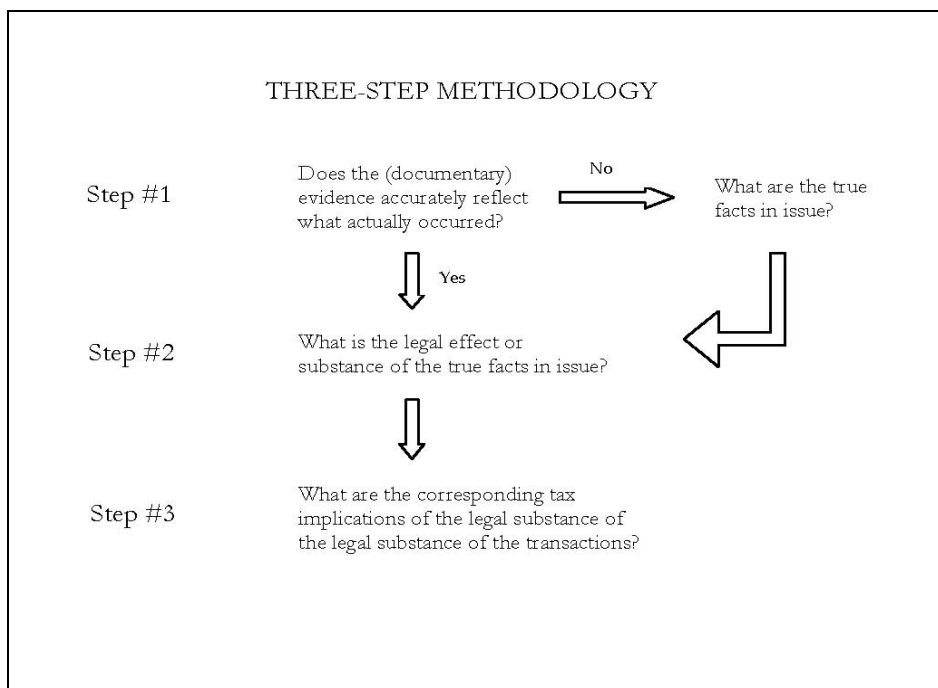 THREE-STEP METHODOLOGY
Step #1
Does the (documentary)
evidence accurately reflect
what actually occurred?
No
What are the true
facts in issue?
Yes
Step #2
What is the legal effect or
substance of the true facts in issue?
Step #3
What are the corresponding tax
implications of the legal substance of
the legal substance of the transactions?